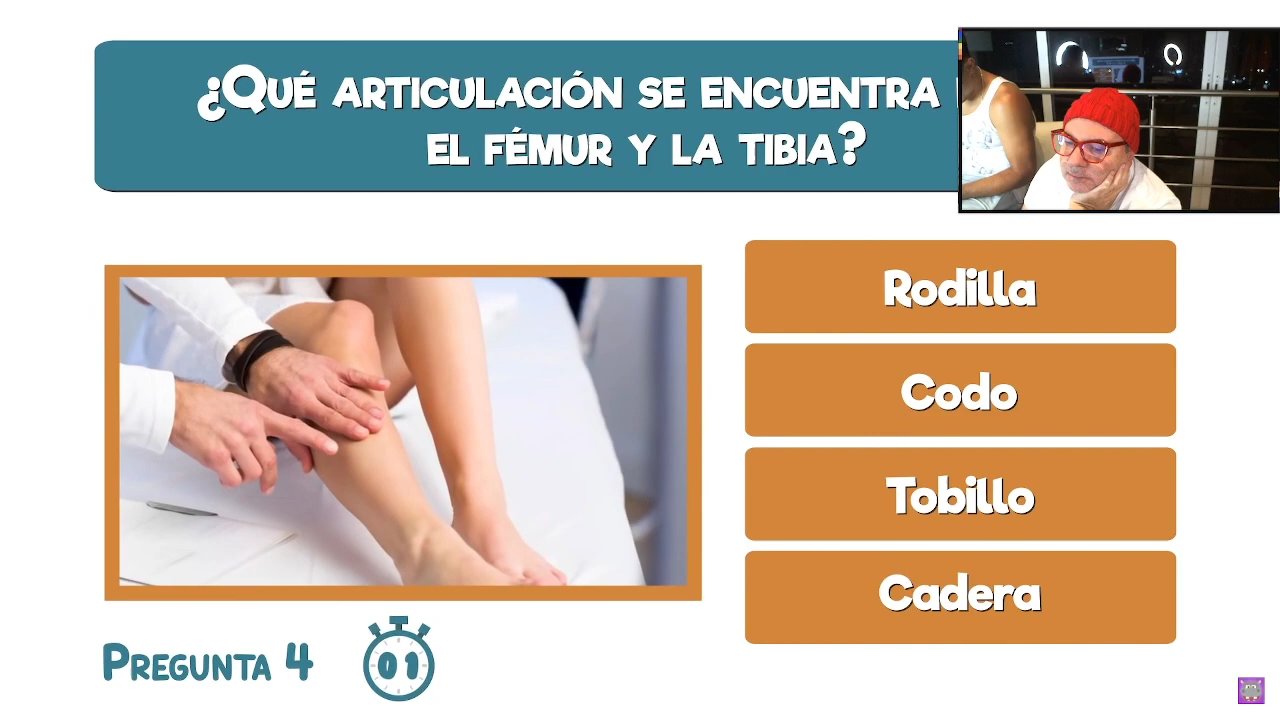 ¿Qué articulación se encuentra
el fémur y la tibia?
Rodilla
Codo
Tobillo
Cadera
Pregunta 4
01